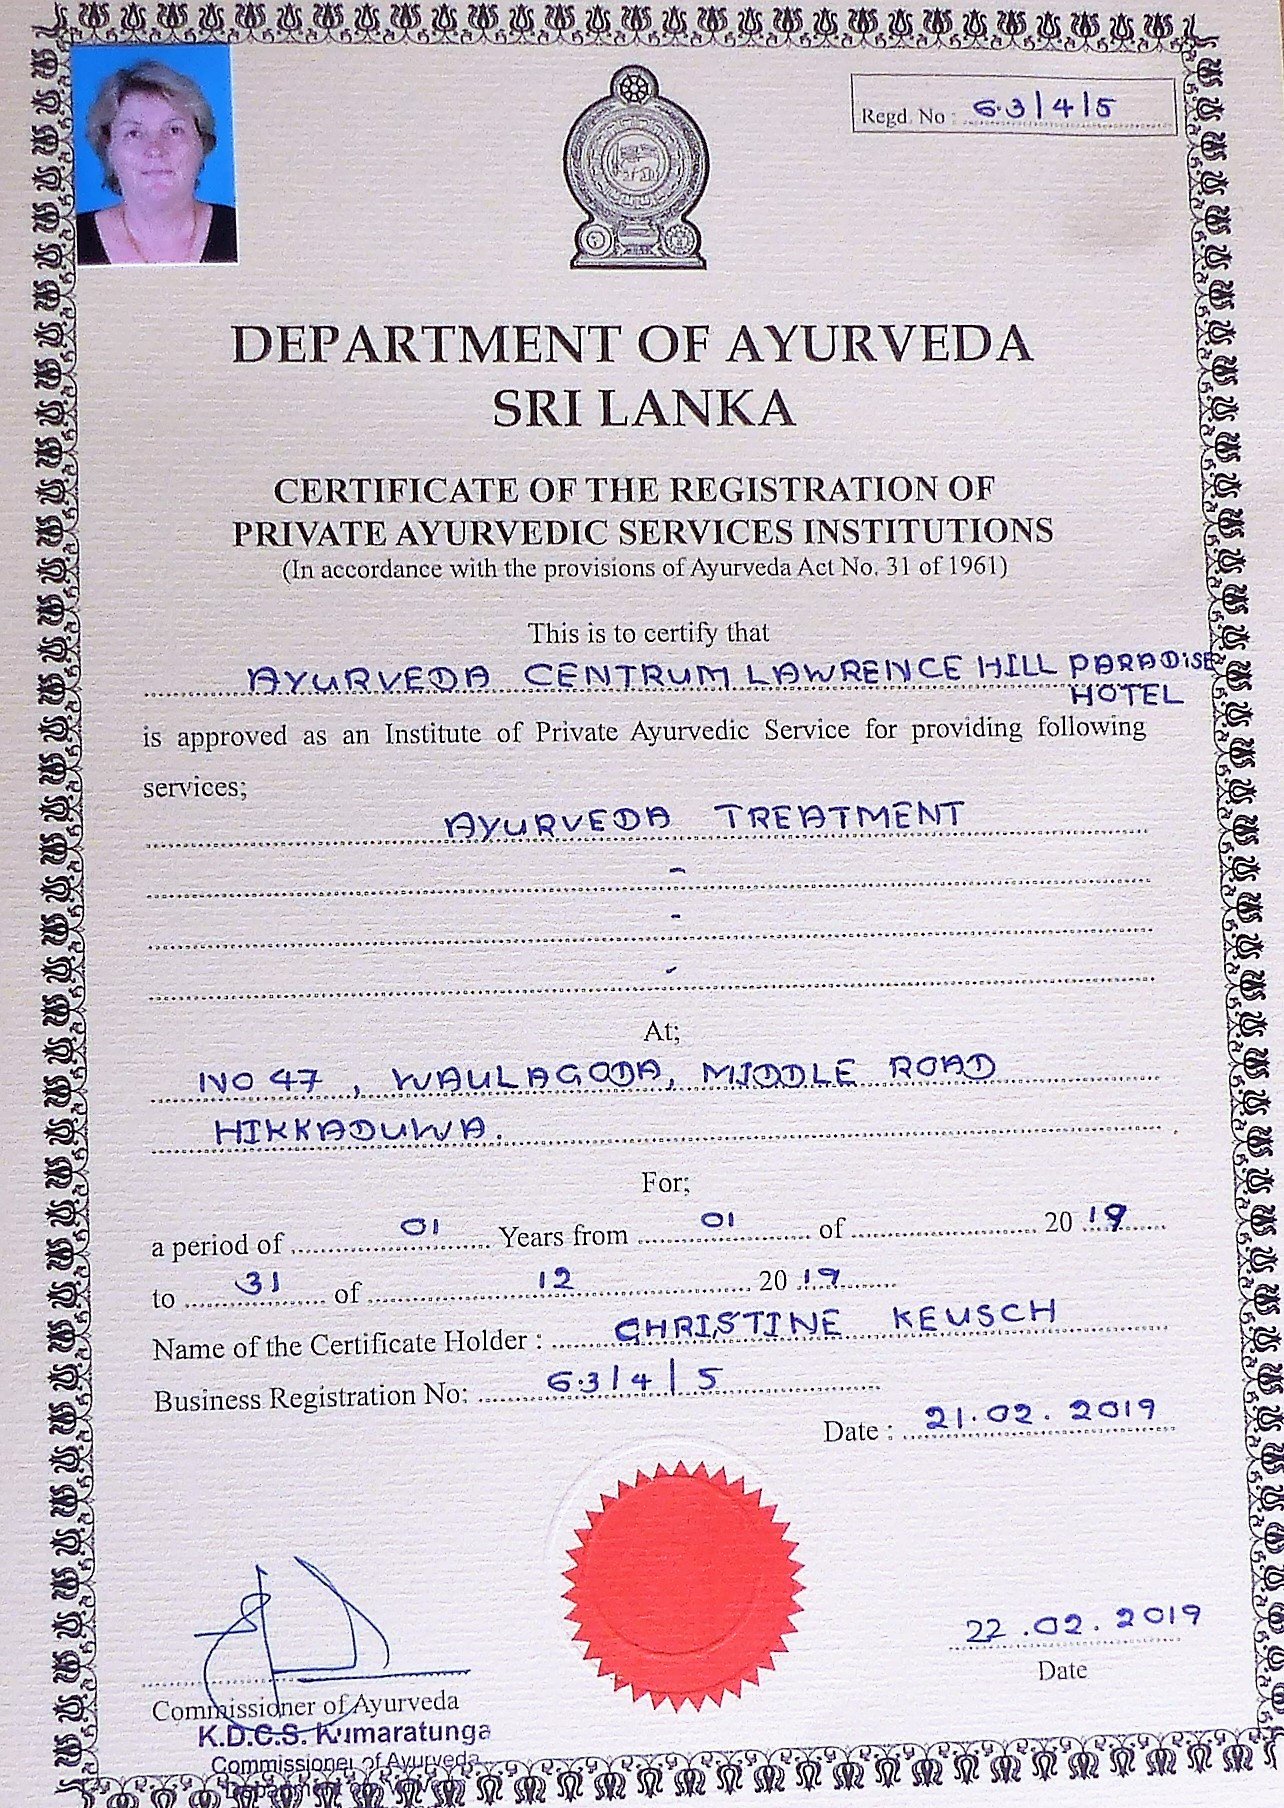 Regd. No : 6.3/4/5
DEPARTMENT OF AYURVEDA
SRI LANKA
CERTIFICATE OF THE REGISTRATION OF
PRIVATE AYURVEDIC SERVICES INSTITUTIONS
(In accordance with the provisions of Ayurveda Act No. 31 of 1961)
This is to certify that
AYURVEDA CENTRUM LAWRENCE HILL PARADISE
HOTEL
is approved as an Institute of Private Ayurvedic Service for providing following
services;
AYURVEDA TREATMENT
-
-
-
At;
NO 47, WAULAGODA, MIDDLE ROAD
HIKKADUWA.
For;
a period of 01 Years from 01 of 2019
to 31 of 12 2019
Name of the Certificate Holder : CHRISTINE KEUSCH
Business Registration No: 6.3/4/5
Date : 21.02.2019
22.02.2019
Date
Commissioner of Ayurveda
K.D.C.S. Kumaratunga
Commissioner of Ayurveda